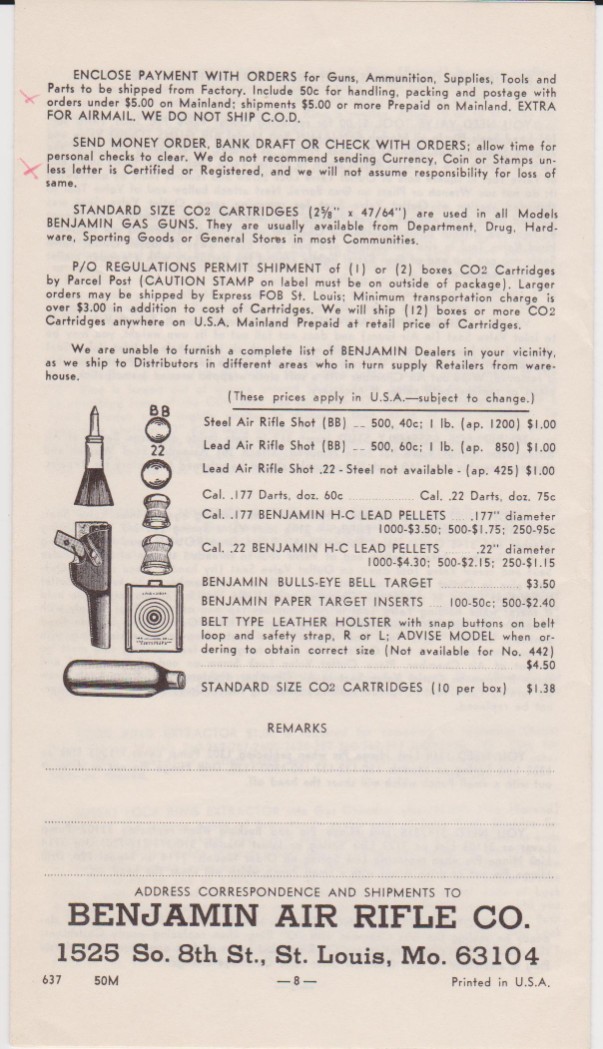 ENCLOSE PAYMENT WITH ORDERS for Guns, Ammunition, Supplies, Tools and
Parts to be shipped from Factory. Include 50c for handling, packing and postage with
orders under $5.00 on Mainland; shipments $5.00 or more Prepaid on Mainland, EXTRA
FOR AIRMAIL. WE DO NOT SHIP C.O.D.
SEND MONEY ORDER, BANK DRAFT OR CHECK WITH ORDERS; allow time for
personal checks to clear. We do not recommend sending Currency, Coin or Stamps un-
less letter is Certified or Registered, and we will not assume responsibility for loss of
same.
STANDARD SIZE CO2 CARTRIDGES (2⅝" x 47/64") are used in all Models
BENJAMIN GAS GUNS. They are usually available from Department, Drug, Hard-
ware, Sporting Goods or General Stores in most Communities.
P/O REGULATIONS PERMIT SHIPMENT of (1) or (2) boxes CO2 Cartridges
by Parcel Post (CAUTION STAMP on label must be on outside of package). Larger
orders may be shipped by Express FOB St. Louis; Minimum transportation charge is
over $3.00 in addition to cost of Cartridges. We will ship (12) boxes or more CO2
Cartridges anywhere on U.S.A. Mainland Prepaid at retail price of Cartridges.
We are unable to furnish a complete list of BENJAMIN Dealers in your vicinity,
as we ship to Distributors in different areas who in turn supply Retailers from ware-
house.
(These prices apply in U.S.A.—subject to change.)
BB
22
Steel Air Rifle Shot (BB) -- 500, 40c; 1 lb. (ap. 1200) $1.00
Lead Air Rifle Shot (BB) -- 500, 60c; 1 lb. (ap. 850) $1.00
Lead Air Rifle Shot .22 - Steel not available - (ap. 425) $1.00
Cal. .177 Darts, doz. 60c ........ Cal. .22 Darts, doz. 75c
Cal. .177 BENJAMIN H-C LEAD PELLETS ..... .177" diameter
1000-$3.50; 500-$1.75; 250-95c
Cal. .22 BENJAMIN H-C LEAD PELLETS ...... .22" diameter
1000-$4.30; 500-$2.15; 250-$1.15
BENJAMIN BULLS-EYE BELL TARGET ........ $3.50
BENJAMIN PAPER TARGET INSERTS .... 100-50c; 500-$2.40
BELT TYPE LEATHER HOLSTER with snap buttons on belt
loop and safety strap, R or L; ADVISE MODEL when or-
dering to obtain correct size (Not available for No. 442)
........ $4.50
STANDARD SIZE CO2 CARTRIDGES (10 per box) $1.38
REMARKS
ADDRESS CORRESPONDENCE AND SHIPMENTS TO
BENJAMIN AIR RIFLE CO.
1525 So. 8th St., St. Louis, Mo. 63104
637 50M —8— Printed in U.S.A.